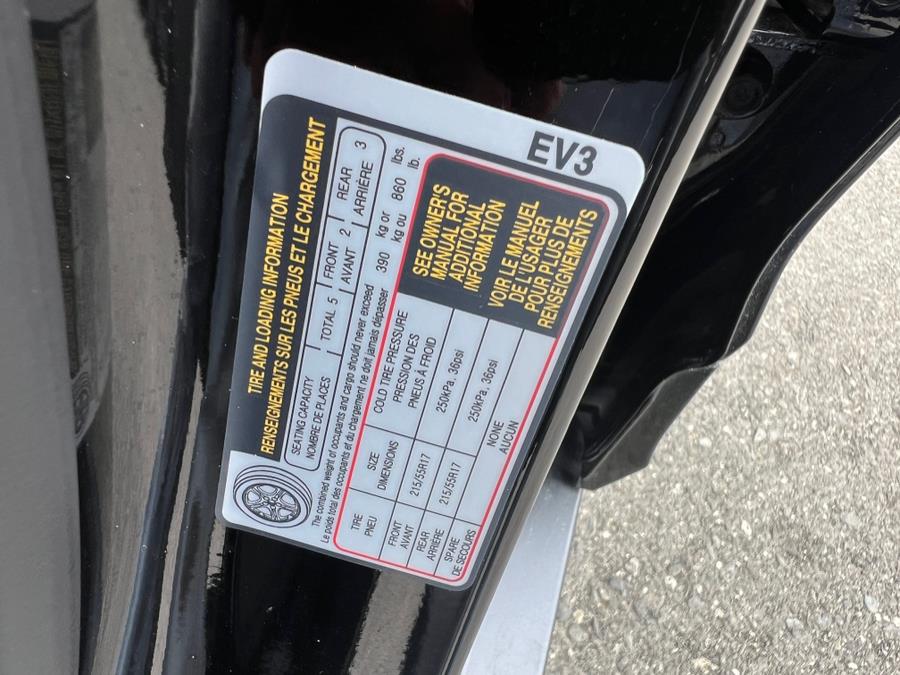 EV3
TIRE AND LOADING INFORMATION
RENSEIGNEMENTS SUR LES PNEUS ET LE CHARGEMENT
SEATING CAPACITY
NOMBRE DE PLACES
TOTAL 5
FRONT
AVANT
2
REAR
ARRIÈRE
3
The combined weight of occupants and cargo should never exceed 390 kg or 860 lbs.
Le poids total des occupants et du chargement ne doit jamais dépasser 390 kg ou 860 lb.
TIRE
PNEU
SIZE
DIMENSIONS
COLD TIRE PRESSURE
PRESSION DES
PNEUS À FROID
FRONT
AVANT
215/55R17
250kPa, 36psi
REAR
ARRIÈRE
215/55R17
250kPa, 36psi
SPARE
DE SECOURS
NONE
AUCUN
SEE OWNER'S
MANUAL FOR
ADDITIONAL
INFORMATION
VOIR LE MANUEL
DE L'USAGER
POUR PLUS DE
RENSEIGNEMENTS